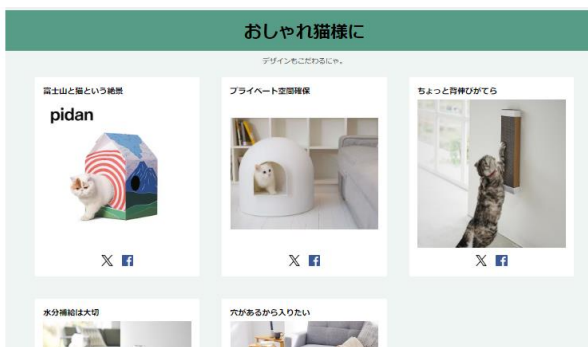 おしゃれ猫様に
デザインもこだわるにゃ。
富士山と猫という絶景
プライベート空間確保
ちょっと背伸びがてら
pidan
水分補給は大切
穴があるから入りたい